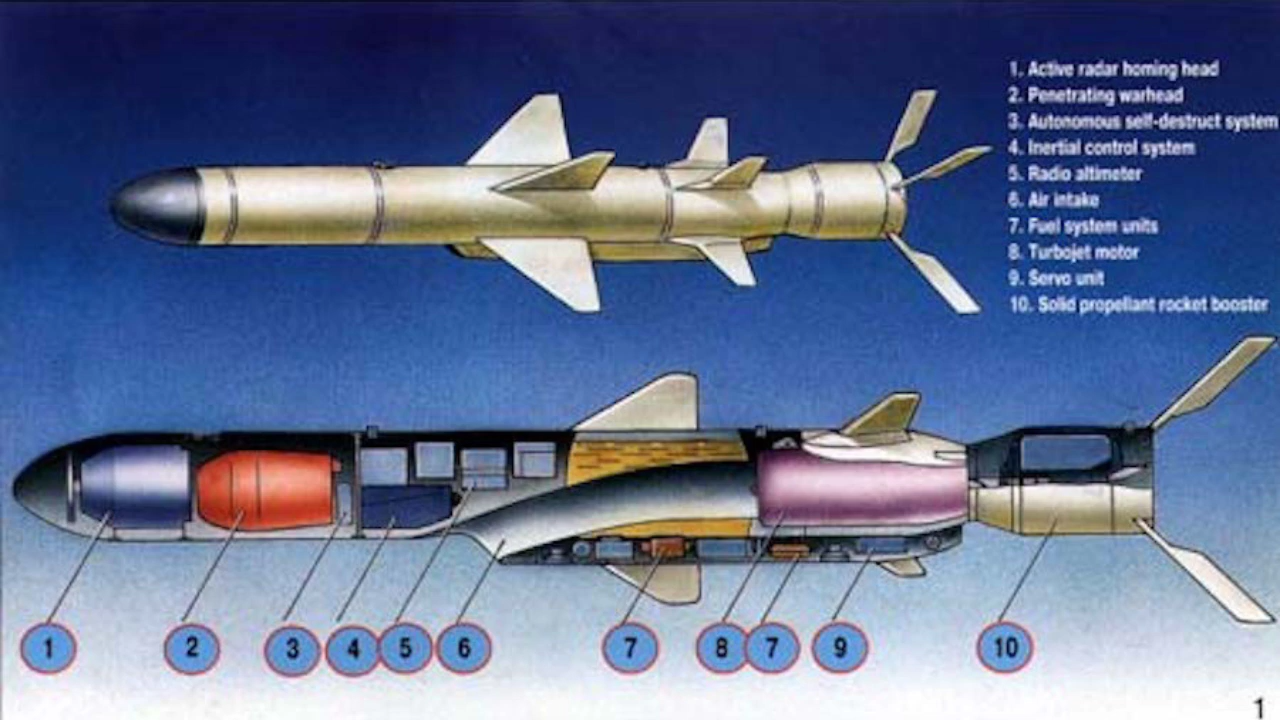 1. Active radar homing head
2. Penetrating warhead
3. Autonomous self-destruct system
4. Inertial control system
5. Radio altimeter
6. Air intake
7. Fuel system units
8. Turbojet motor
9. Servo unit
10. Solid propellant rocket booster
1 2 3 4 5 6 7 8 7 9 10
1